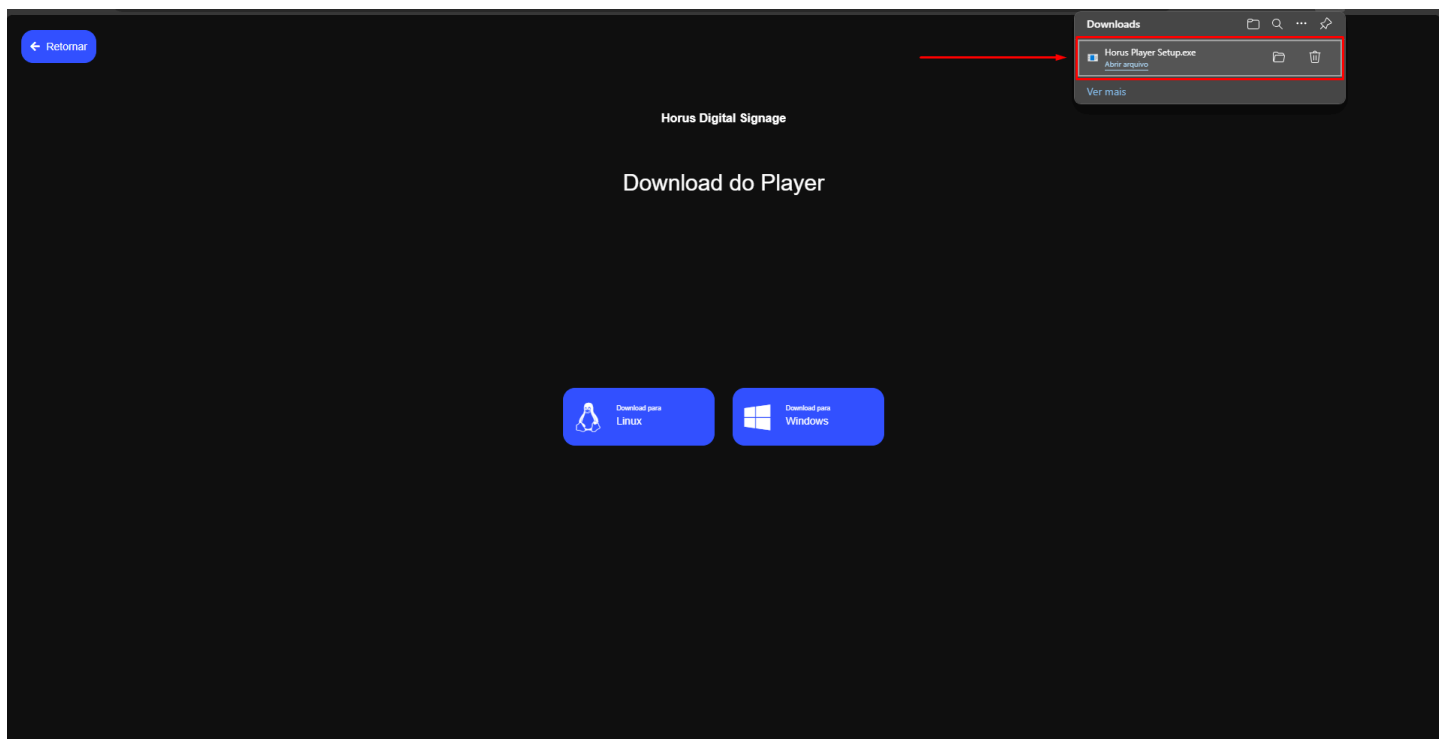 Retornar
Downloads
Horus Player Setup.exe
Abrir arquivo
Ver mais
Horus Digital Signage
Download do Player
Download para
Linux
Download para
Windows